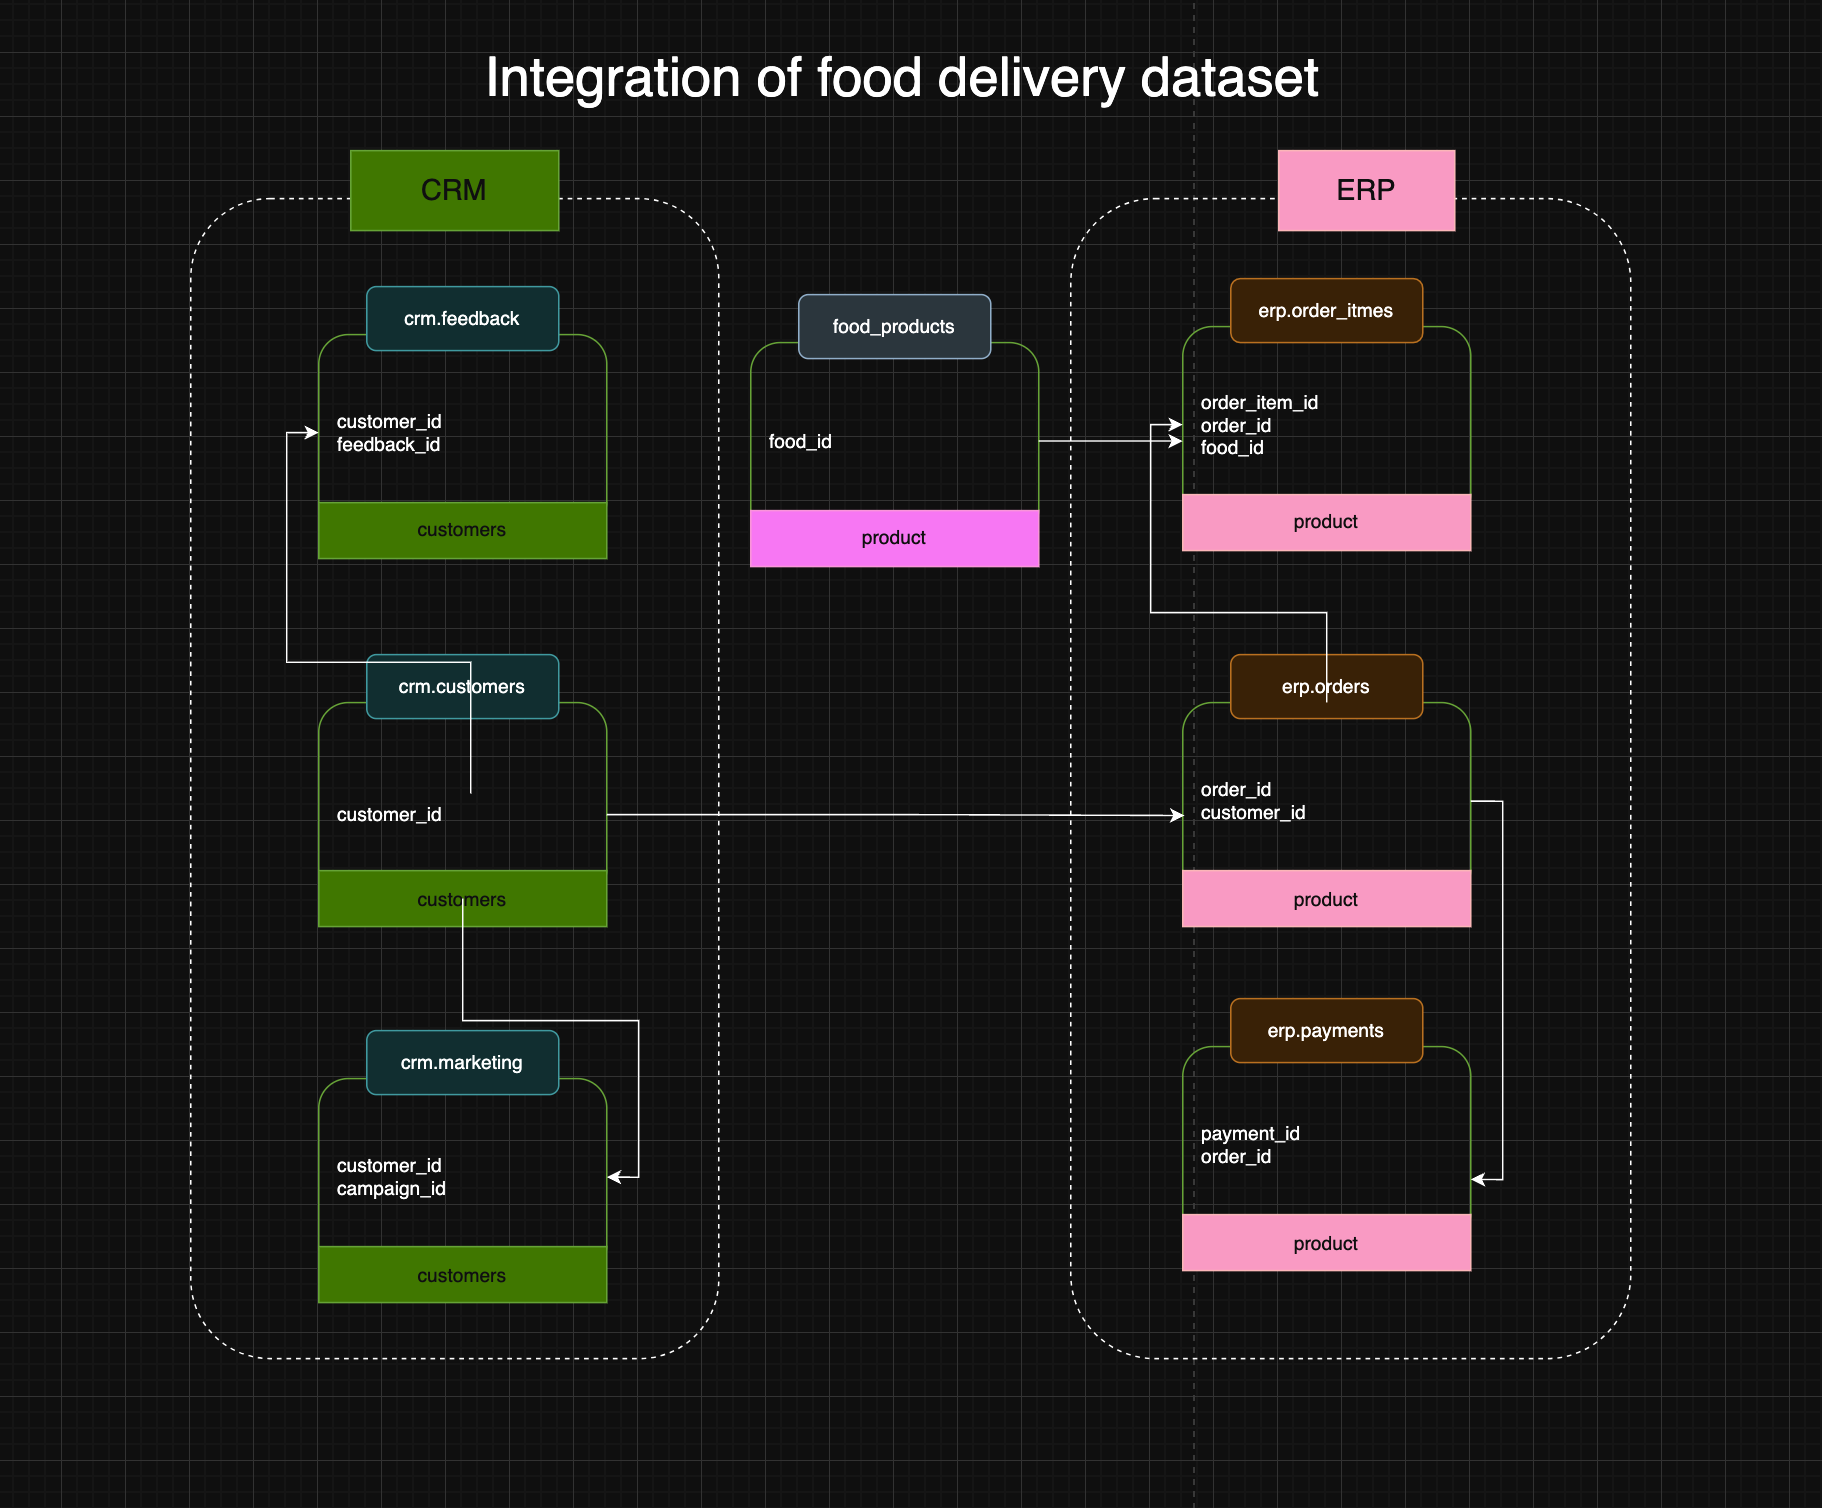 Integration of food delivery dataset
CRM
ERP
crm.feedback
customer_id
feedback_id
customers
food_products
food_id
product
erp.order_itmes
order_item_id
order_id
food_id
product
crm.customers
customer_id
customers
erp.orders
order_id
customer_id
product
crm.marketing
customer_id
campaign_id
customers
erp.payments
payment_id
order_id
product